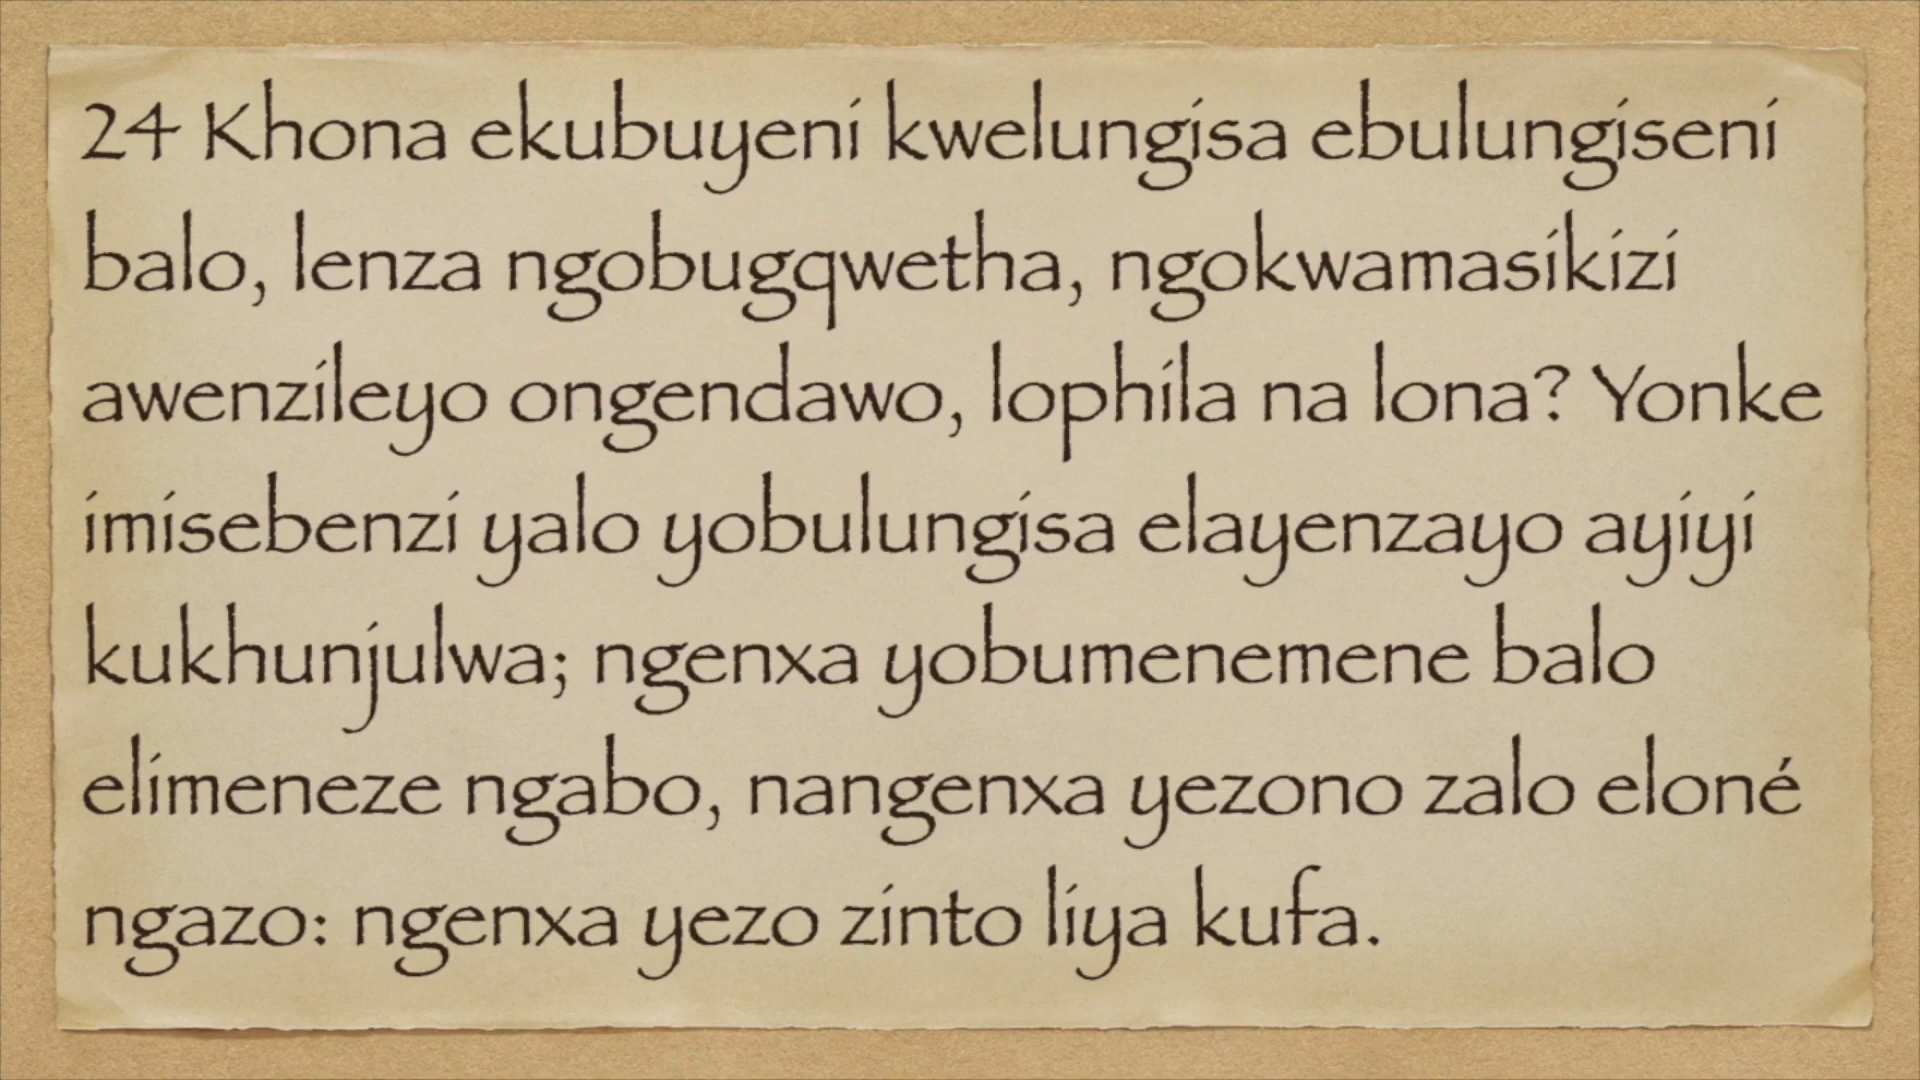 24 Khona ekubuyeni kwelungisa ebulungiseni
balo, lenza ngobugqwetha, ngokwamasikizi
awenzileyo ongendawo, lophila na lona? Yonke
imisebenzi yalo yobulungisa elayenzayo ayiyi
kukhunjulwa; ngenxa yobumenemene balo
elimeneze ngabo, nangenxa yezono zalo eloné
ngazo: ngenxa yezo zinto liya kufa.